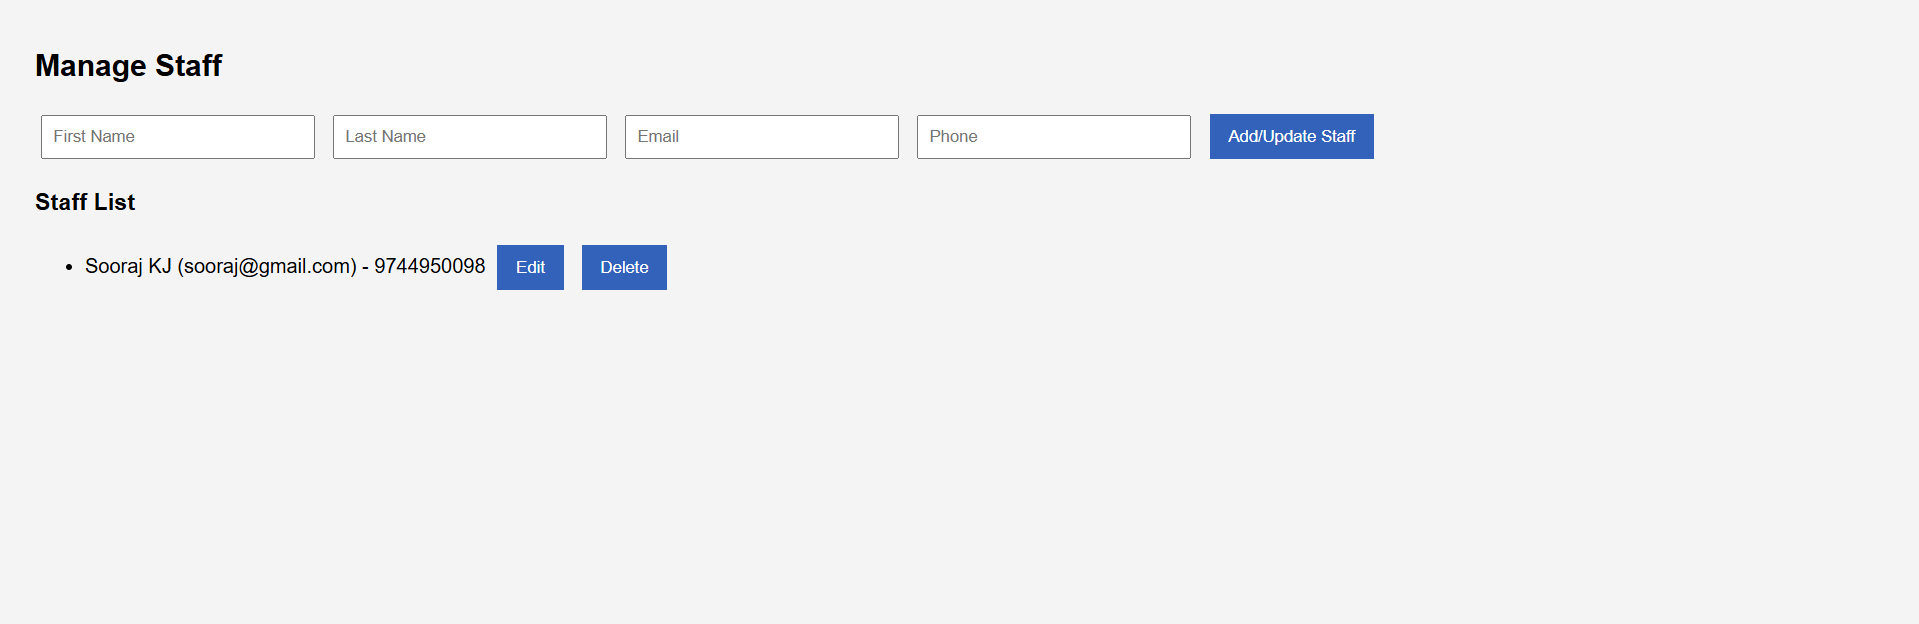 Manage Staff
First Name Last Name Email Phone Add/Update Staff
Staff List
Sooraj KJ (sooraj@gmail.com) - 9744950098 Edit Delete